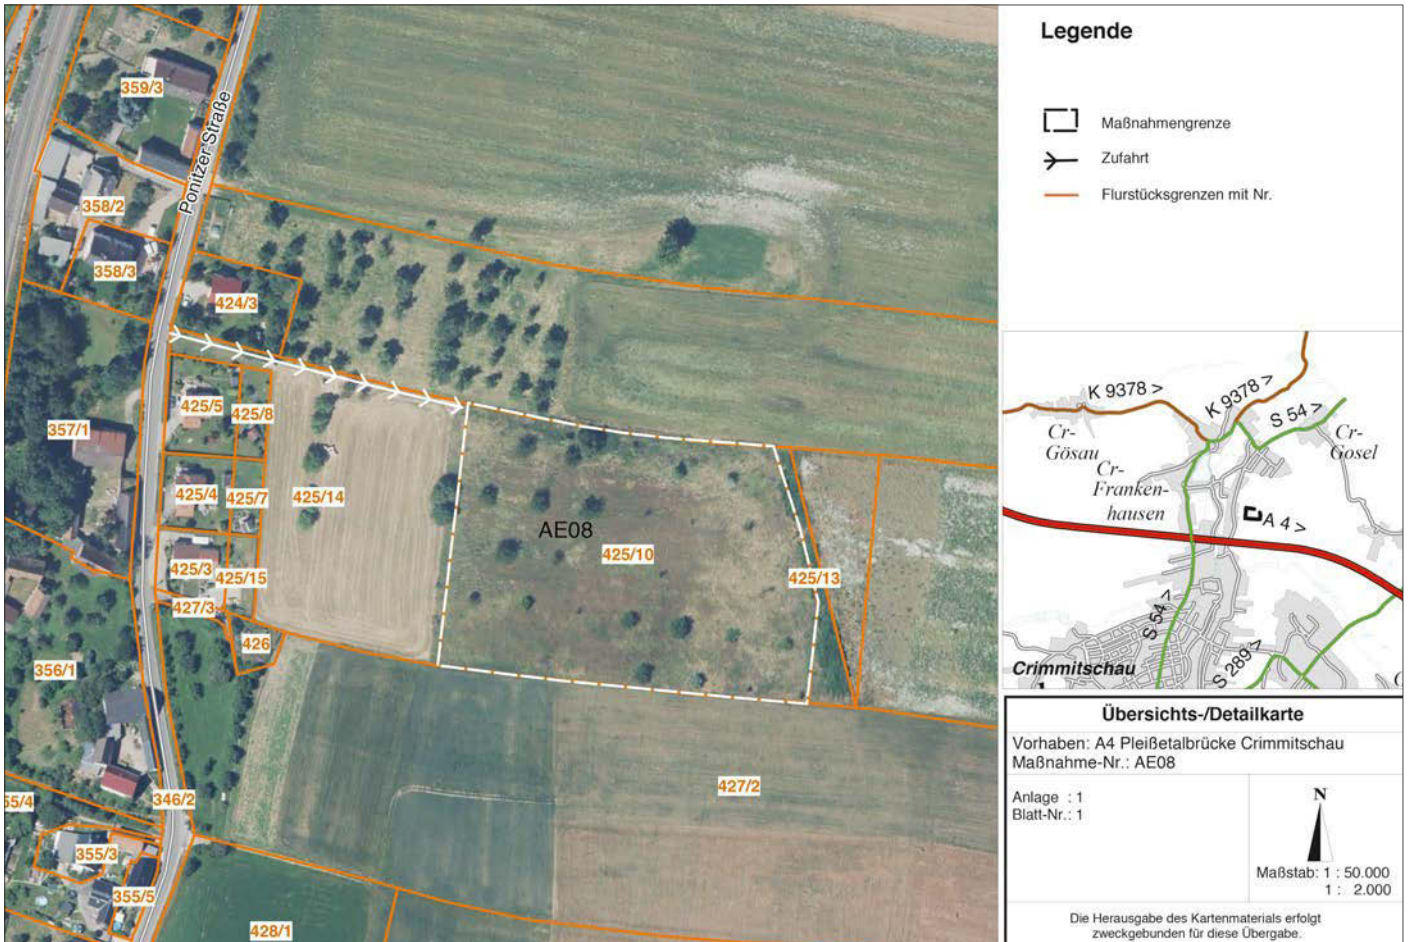 359/3
Ponitzer Straße
358/2
358/3
424/3
425/5
425/8
357/1
425/4
425/7
425/14
AE08
425/10
425/3
425/15
425/13
427/3
426
356/1
427/2
346/2
55/4
355/3
355/5
428/1
Legende
Maßnahmengrenze
Zufahrt
Flurstücksgrenzen mit Nr.
K 9378 >
K 9378 >
S 54 >
Cr-
Gösau
Cr-
Gosel
Cr-
Franken-
hausen
A 4 >
S 54 >
S 289 >
Crimmitschau
Übersichts-/Detailkarte
Vorhaben: A4 Pleißetalbrücke Crimmitschau
Maßnahme-Nr.: AE08
Anlage : 1
Blatt-Nr.: 1
N
Maßstab: 1 : 50.000
1 : 2.000
Die Herausgabe des Kartenmaterials erfolgt
zweckgebunden für diese Übergabe.